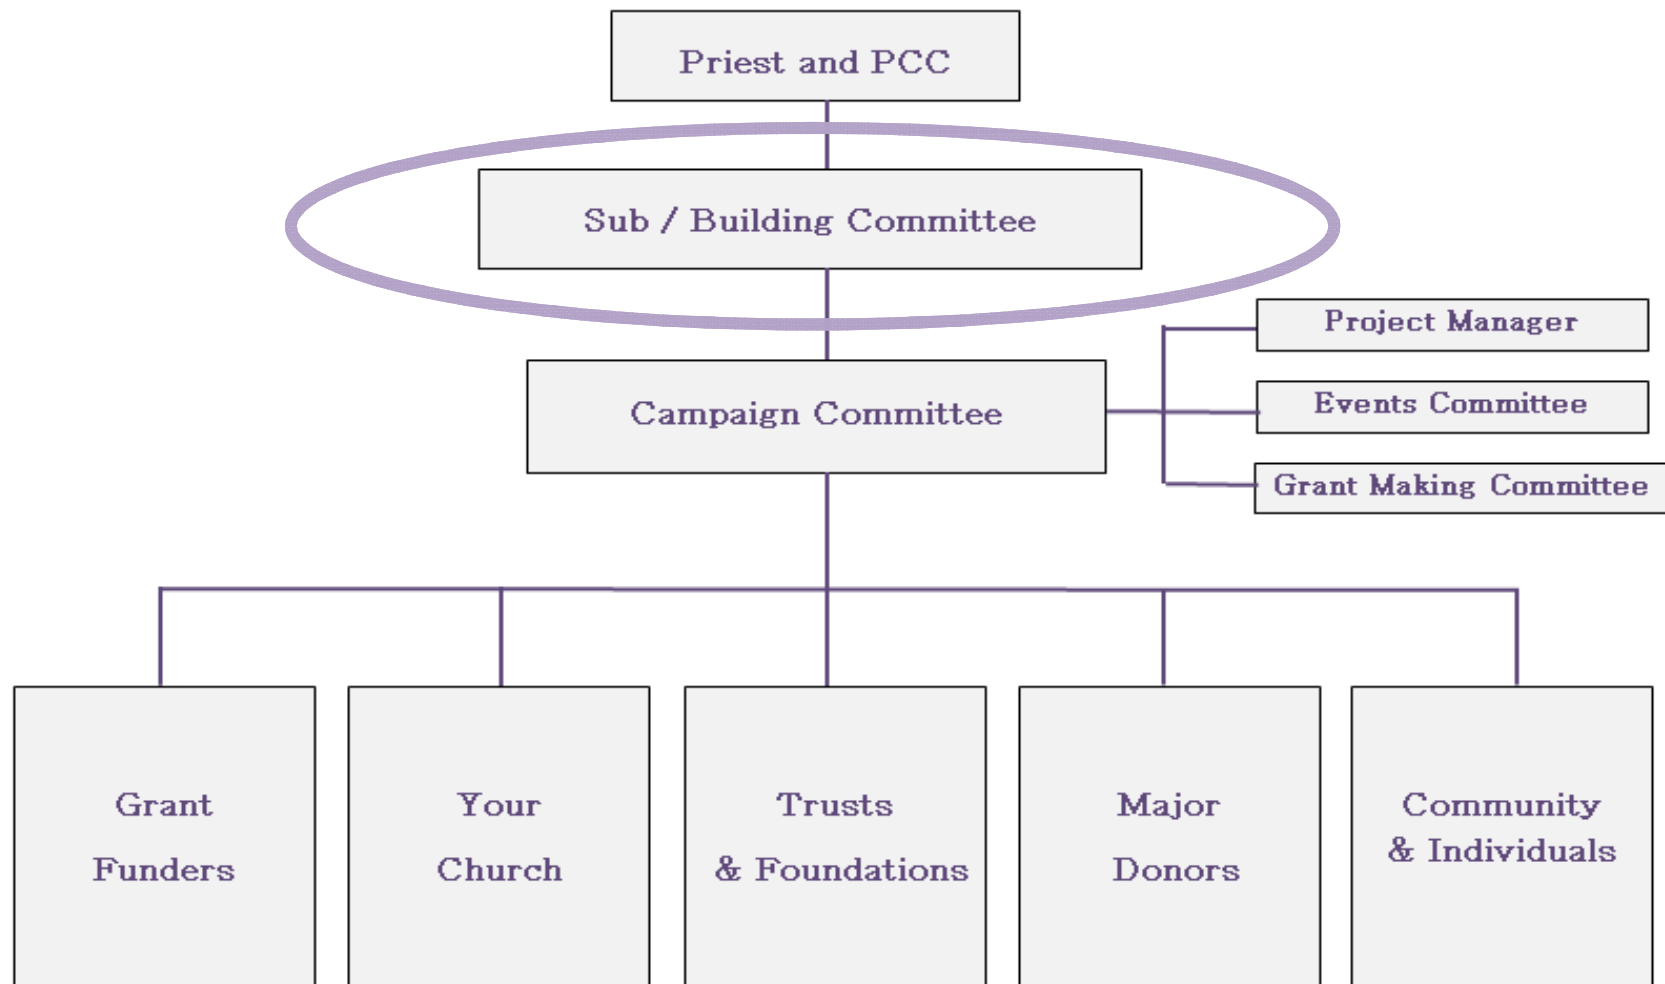 Priest and PCC
Sub / Building Committee
Project Manager
Events Committee
Campaign Committee
Grant Making Committee
Grant
Funders
Your
Church
Trusts
& Foundations
Major
Donors
Community
& Individuals